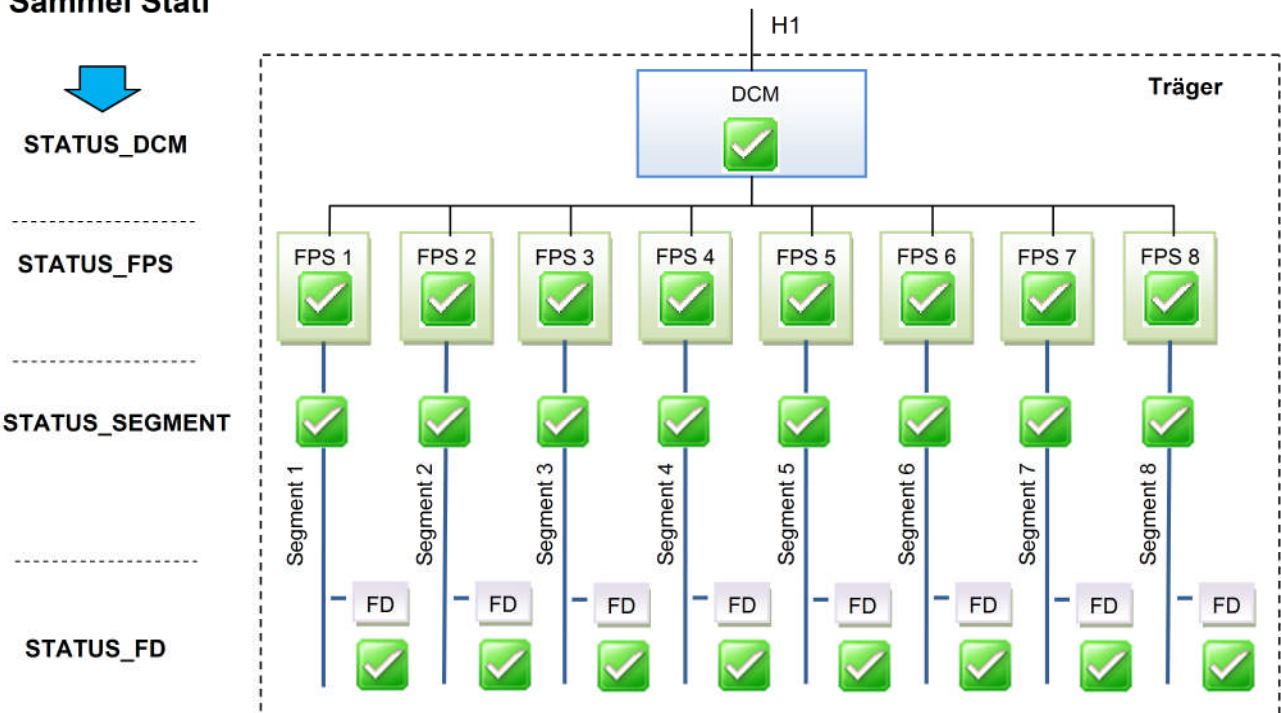 Sammel Stati
H1
Träger
DCM
STATUS_DCM
STATUS_FPS
FPS 1
FPS 2
FPS 3
FPS 4
FPS 5
FPS 6
FPS 7
FPS 8
STATUS_SEGMENT
Segment 1
Segment 2
Segment 3
Segment 4
Segment 5
Segment 6
Segment 7
Segment 8
FD
FD
FD
FD
FD
FD
FD
FD
STATUS_FD